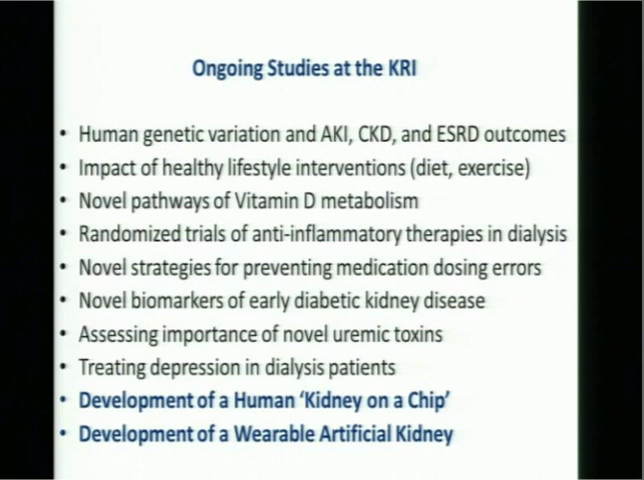 Ongoing Studies at the KRI
• Human genetic variation and AKI, CKD, and ESRD outcomes
• Impact of healthy lifestyle interventions (diet, exercise)
• Novel pathways of Vitamin D metabolism
• Randomized trials of anti-inflammatory therapies in dialysis
• Novel strategies for preventing medication dosing errors
• Novel biomarkers of early diabetic kidney disease
• Assessing importance of novel uremic toxins
• Treating depression in dialysis patients
• Development of a Human ‘Kidney on a Chip’
• Development of a Wearable Artificial Kidney